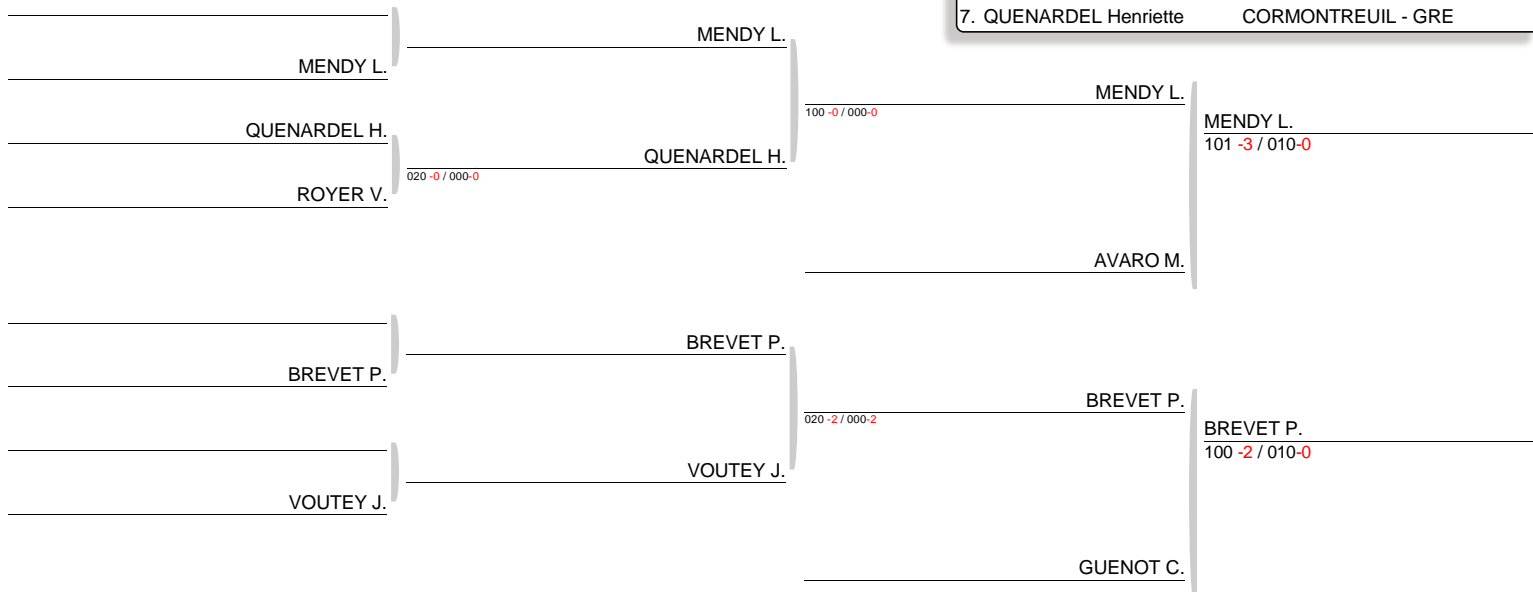 7. QUENARDEL Henriette CORMONTREUIL - GRE
MENDY L.
MENDY L.
MENDY L.
100 -0 / 000-0
MENDY L.
101 -3 / 010-0
QUENARDEL H.
QUENARDEL H.
020 -0 / 000-0
ROYER V.
AVARO M.
BREVET P.
BREVET P.
BREVET P.
020 -2 / 000-2
BREVET P.
100 -2 / 010-0
VOUTEY J.
VOUTEY J.
GUENOT C.